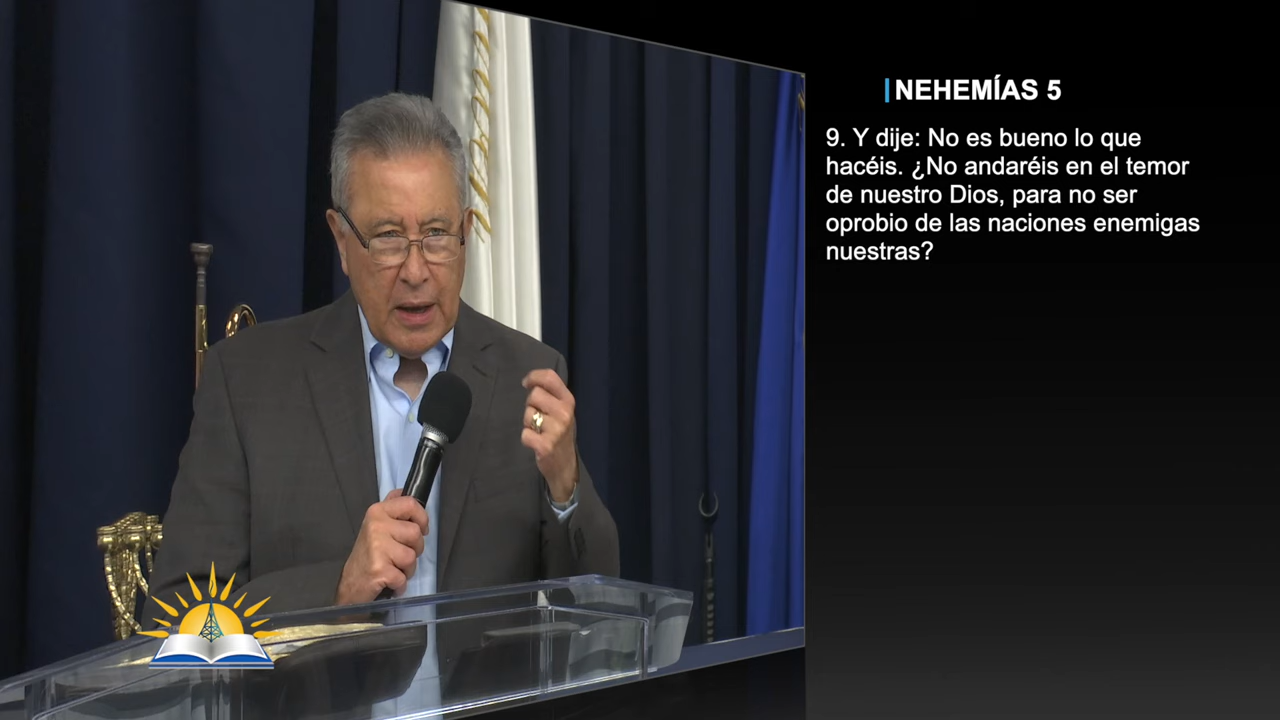 NEHEMÍAS 5
9. Y dije: No es bueno lo que
hacéis. ¿No andaréis en el temor
de nuestro Dios, para no ser
oprobio de las naciones enemigas
nuestras?